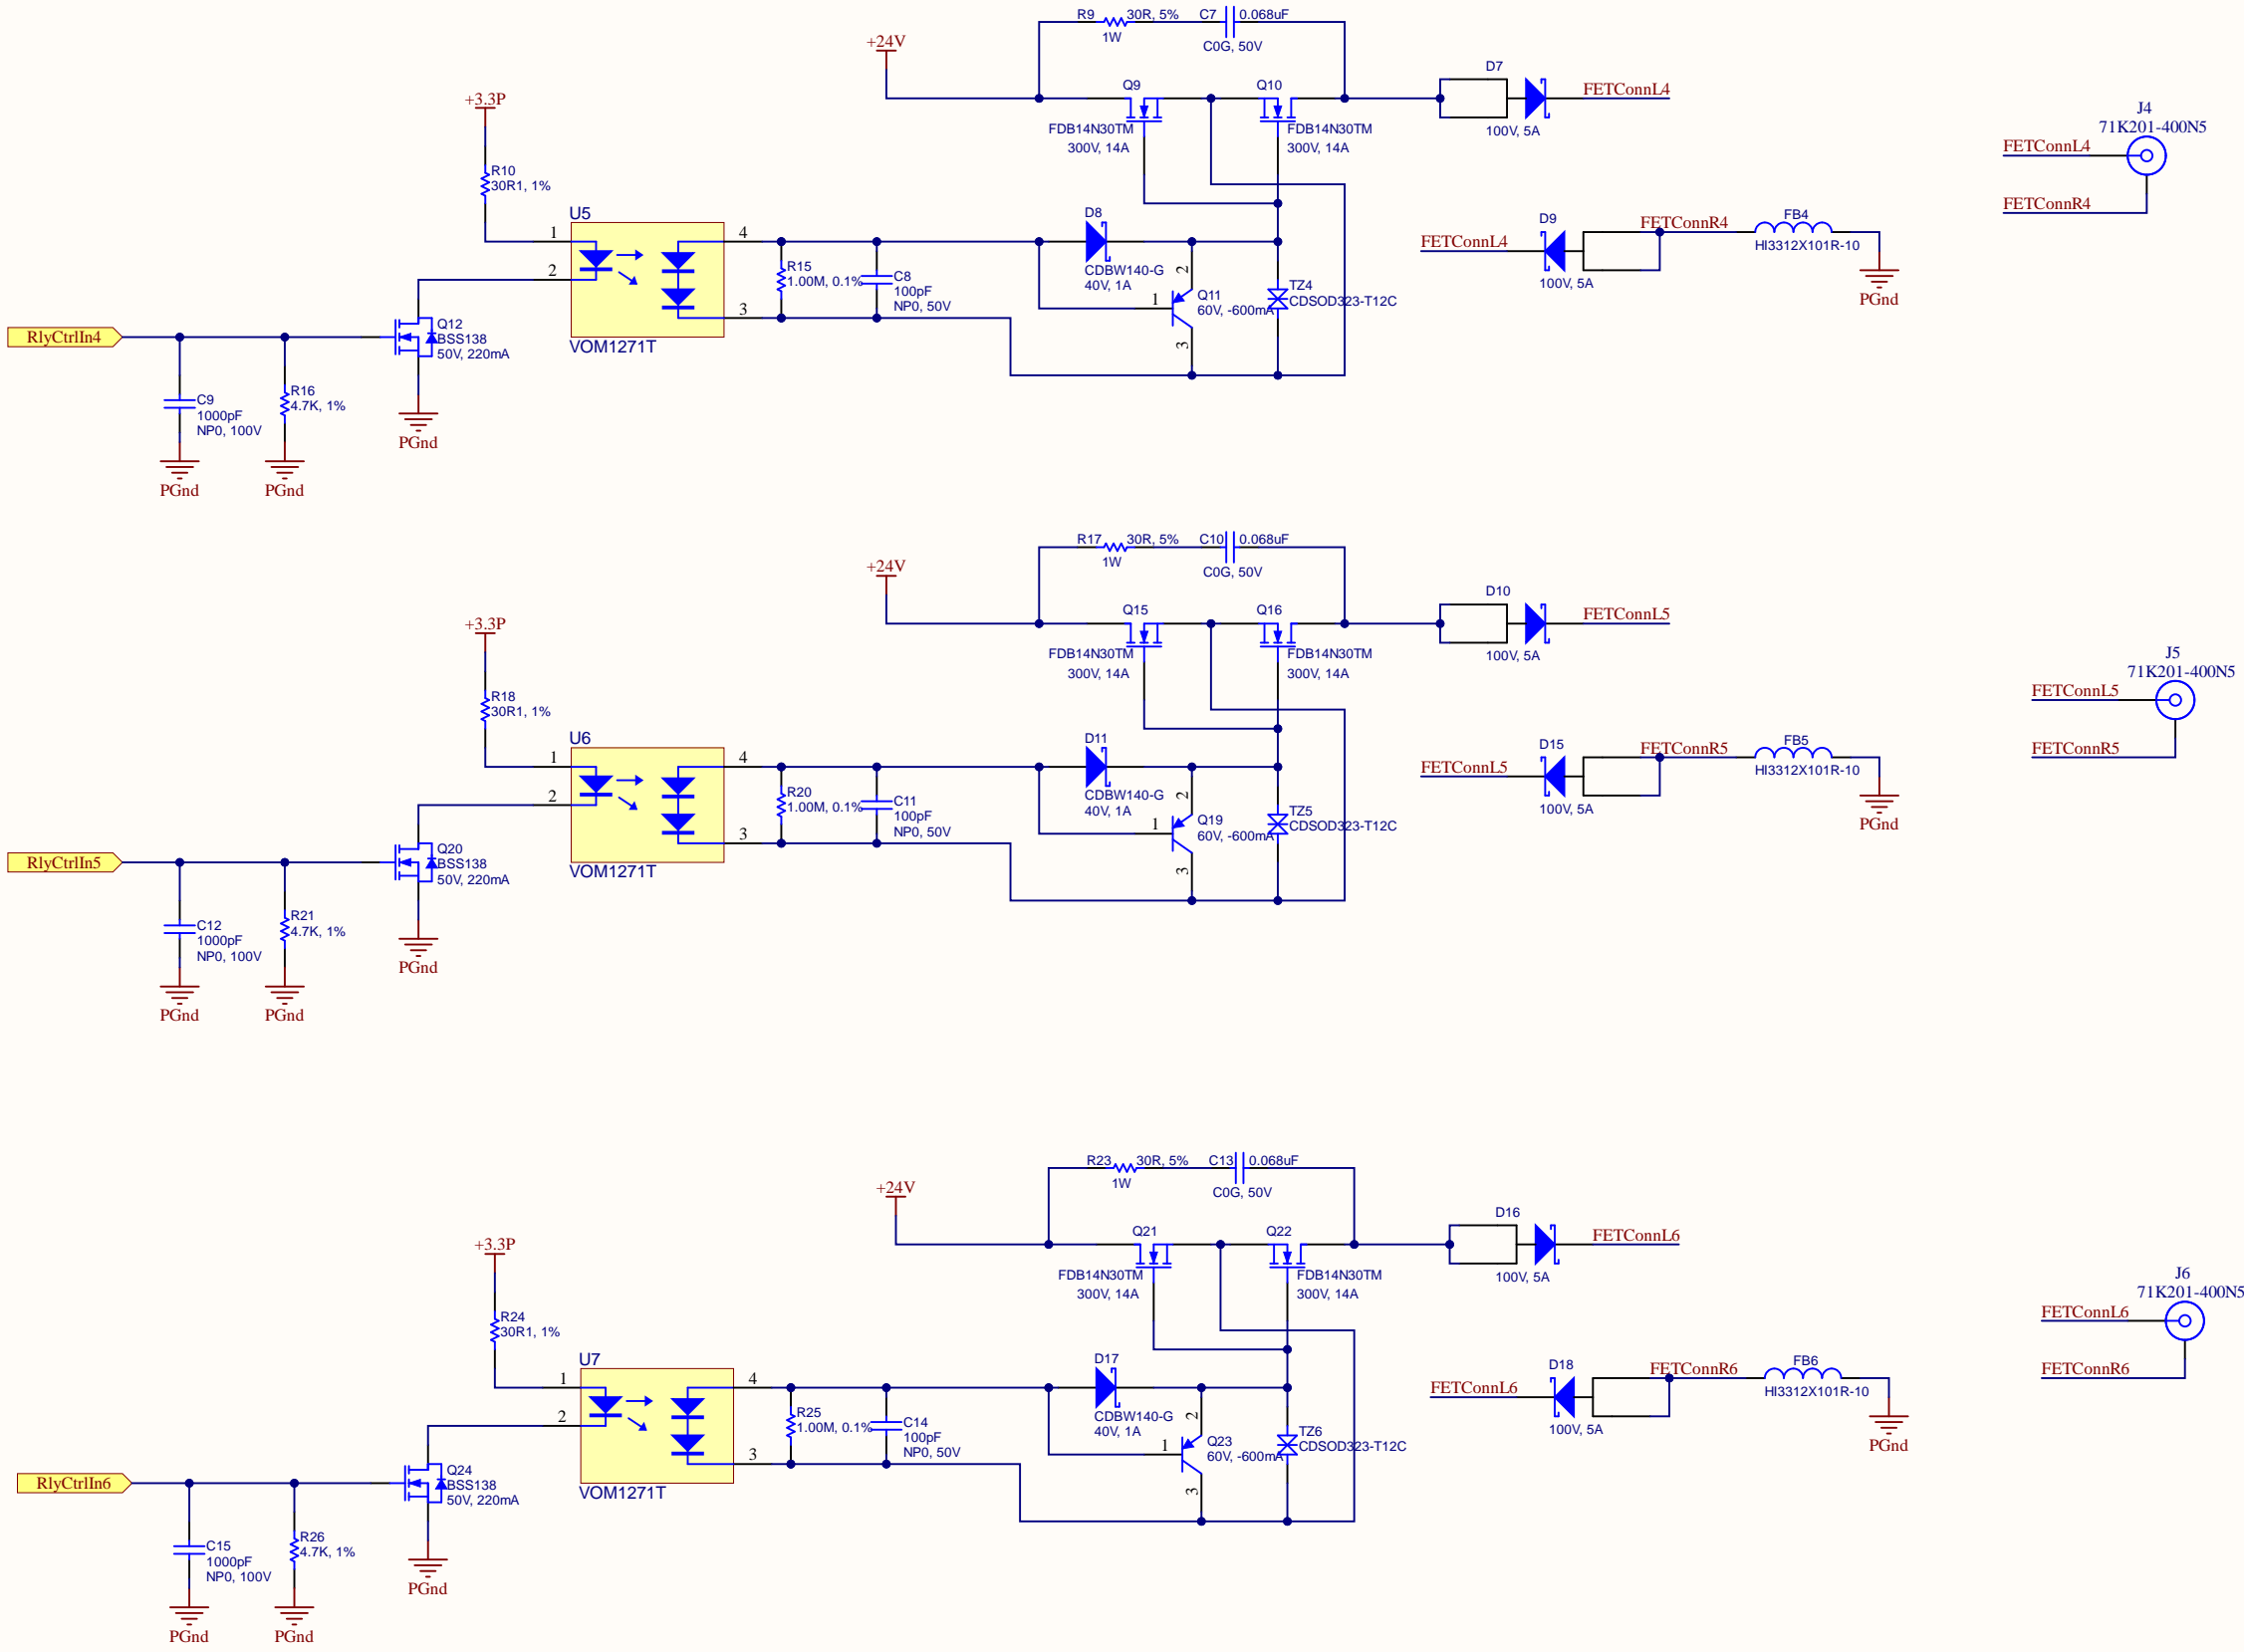 R9 30R, 5% C7 0.068uF
1W C0G, 50V
+24V
D7
Q9 Q10
FETConnL4
+3.3P
J4
71K201-400N5
FDB14N30TM FDB14N30TM 100V, 5A
300V, 14A 300V, 14A
FETConnL4
R10
30R1, 1%
FETConnR4
U5
D8 D9 FETConnR4 FB4
1 4
FETConnL4 HI3312X101R-10
R15
1.00M, 0.1%
C8
100pF
NP0, 50V
CDBW140-G
40V, 1A
2
2
1
Q11
60V, -600mA
TZ4
CDSOD323-T12C
100V, 5A
PGnd
3
3
RlyCtrlIn4
Q12
BSS138
50V, 220mA
VOM1271T
C9
1000pF
NP0, 100V
R16
4.7K, 1%
PGnd
PGnd PGnd
R17 30R, 5% C10 0.068uF
1W C0G, 50V
+24V
D10
Q15 Q16
FETConnL5
+3.3P
J5
71K201-400N5
FDB14N30TM FDB14N30TM 100V, 5A
300V, 14A 300V, 14A
FETConnL5
R18
30R1, 1%
FETConnR5
U6
D11 D15 FETConnR5 FB5
1 4
FETConnL5 HI3312X101R-10
R20
1.00M, 0.1%
C11
100pF
NP0, 50V
CDBW140-G
40V, 1A
2
2
1
Q19
60V, -600mA
TZ5
CDSOD323-T12C
100V, 5A
PGnd
3
3
RlyCtrlIn5
Q20
BSS138
50V, 220mA
VOM1271T
C12
1000pF
NP0, 100V
R21
4.7K, 1%
PGnd
PGnd PGnd
R23 30R, 5% C13 0.068uF
1W C0G, 50V
+24V
D16
Q21 Q22
FETConnL6
+3.3P
J6
71K201-400N5
FDB14N30TM FDB14N30TM 100V, 5A
300V, 14A 300V, 14A
FETConnL6
R24
30R1, 1%
FETConnR6
U7
D17 D18 FETConnR6 FB6
1 4
FETConnL6 HI3312X101R-10
R25
1.00M, 0.1%
C14
100pF
NP0, 50V
CDBW140-G
40V, 1A
2
2
1
Q23
60V, -600mA
TZ6
CDSOD323-T12C
100V, 5A
PGnd
3
3
RlyCtrlIn6
Q24
BSS138
50V, 220mA
VOM1271T
C15
1000pF
NP0, 100V
R26
4.7K, 1%
PGnd
PGnd PGnd